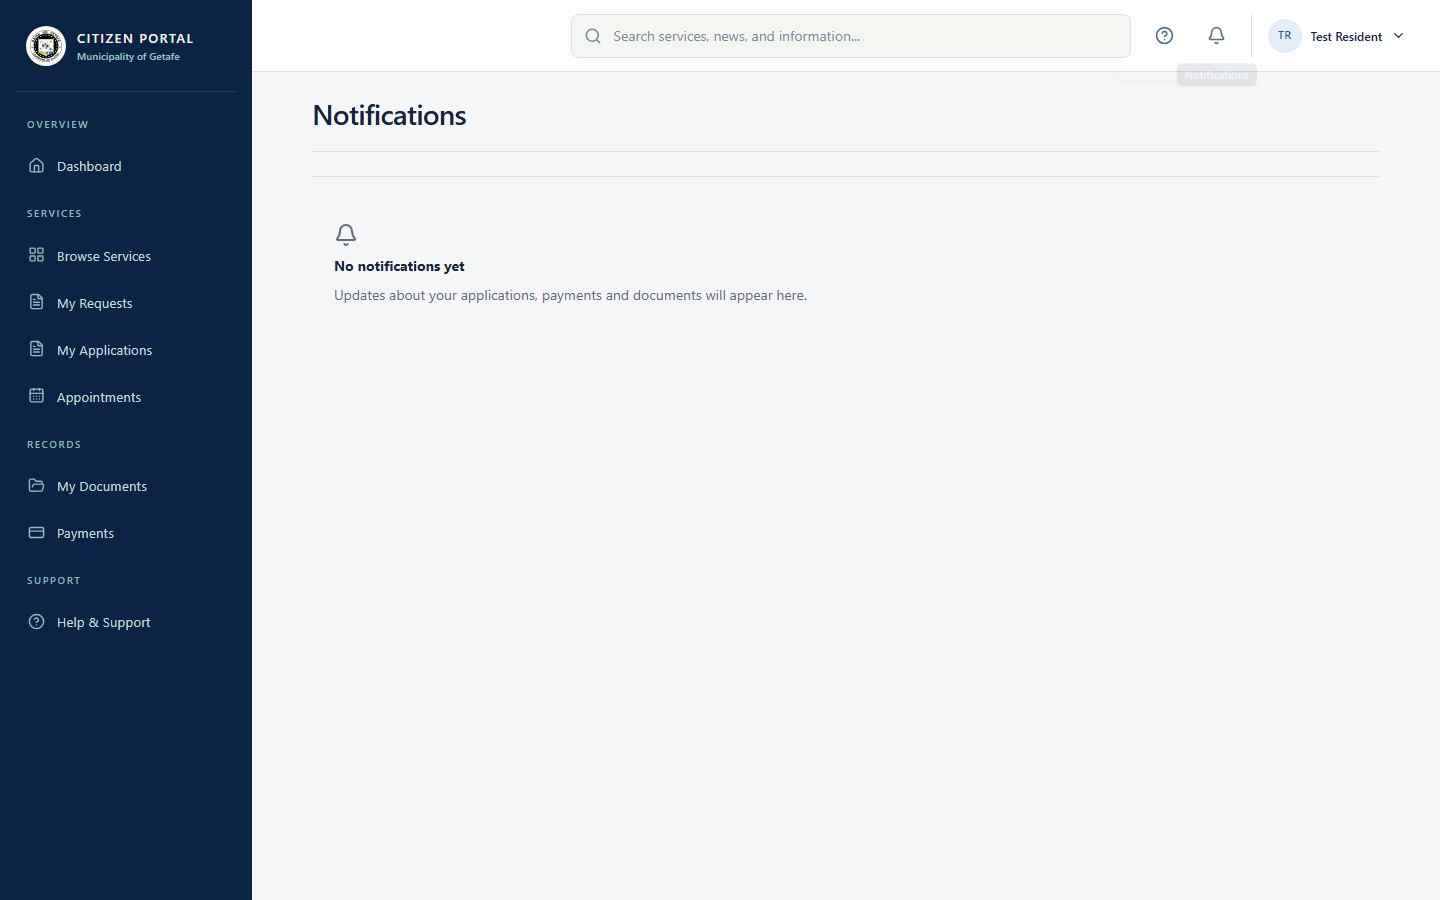 CITIZEN PORTAL
Municipality of Getafe
Search services, news, and information...
TR
Test Resident
Notifications
OVERVIEW
Dashboard
SERVICES
Browse Services
My Requests
My Applications
Appointments
RECORDS
My Documents
Payments
SUPPORT
Help & Support
Notifications
No notifications yet
Updates about your applications, payments and documents will appear here.